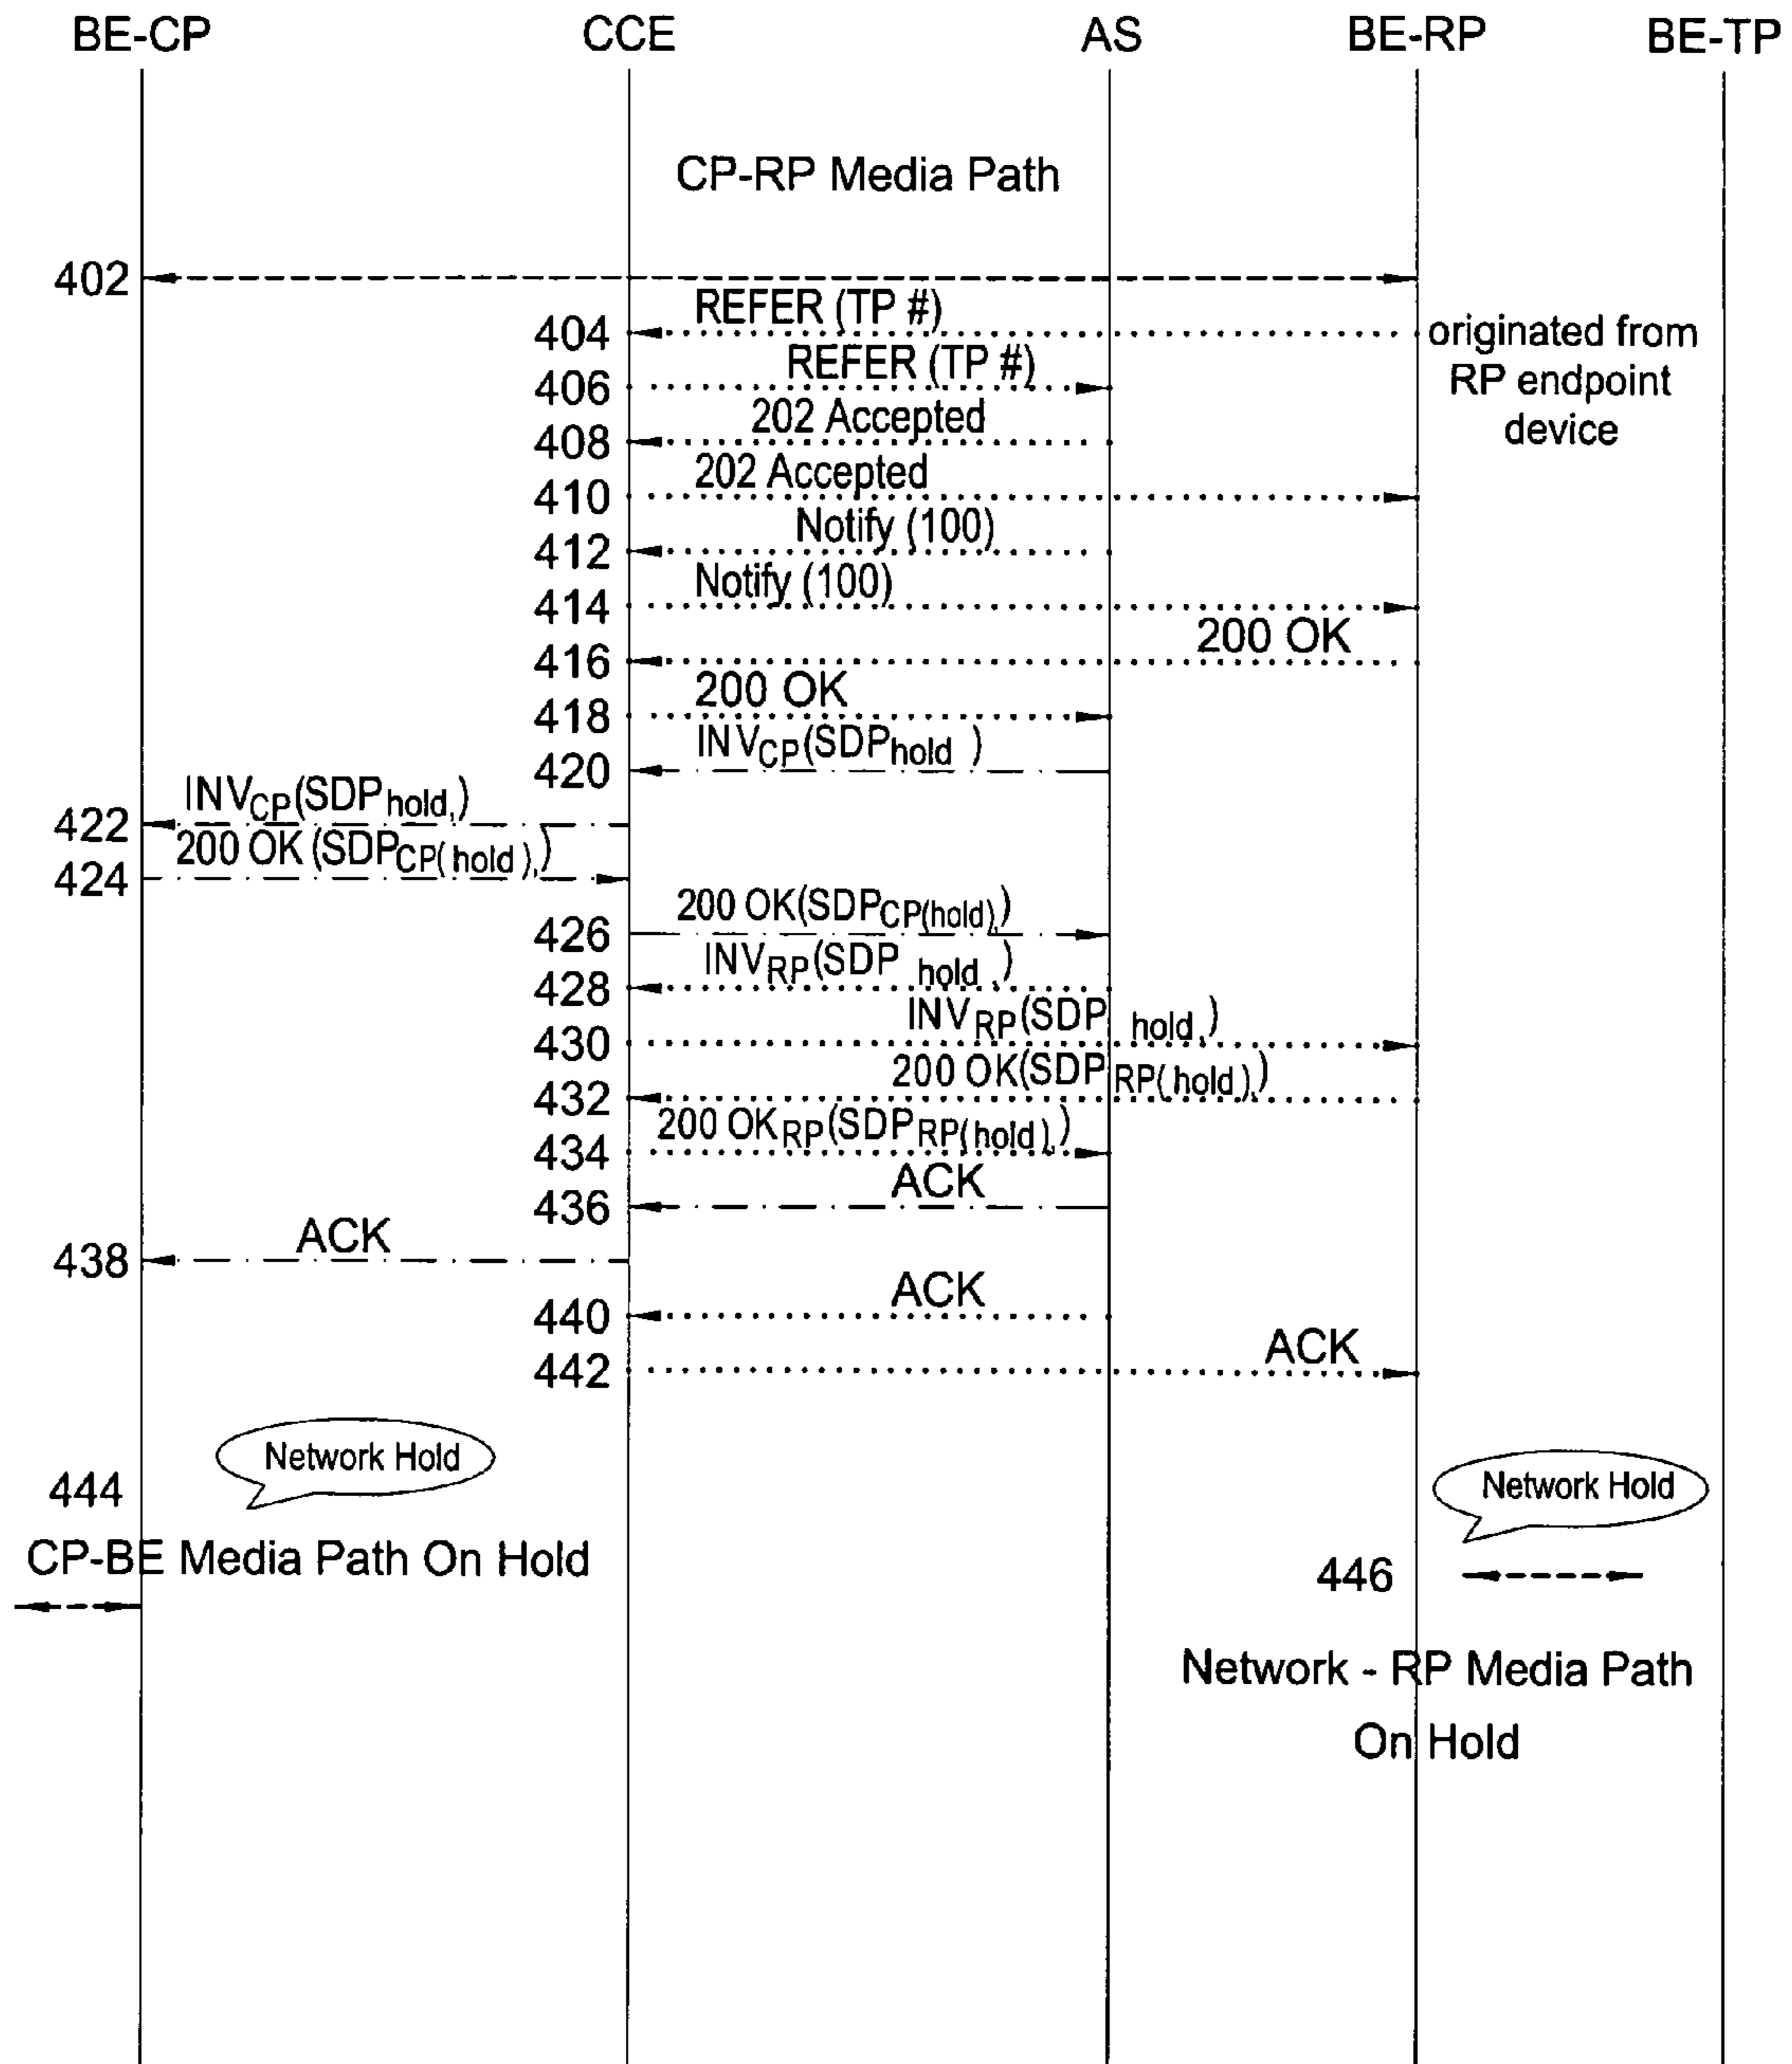 BE-CP CCE AS BE-RP BE-TP
CP-RP Media Path
402
REFER (TP #)
404
originated from
RP endpoint
device
REFER (TP #)
406
202 Accepted
408
202 Accepted
410
Notify (100)
412
Notify (100)
414
200 OK
416
200 OK
418
INVCP(SDPhold )
420
INVCP(SDPhold,)
422
200 OK (SDPCP(hold),)
424
200 OK(SDPCP(hold),)
426
INVRP(SDP hold,)
428
INVRP(SDP hold,)
430
200 OK(SDPRP(hold),)
432
200 OKRP(SDPRP(hold),)
434
ACK
436
ACK
438
ACK
440
ACK
442
Network Hold
444
CP-BE Media Path On Hold
Network Hold
446
Network - RP Media Path
On Hold